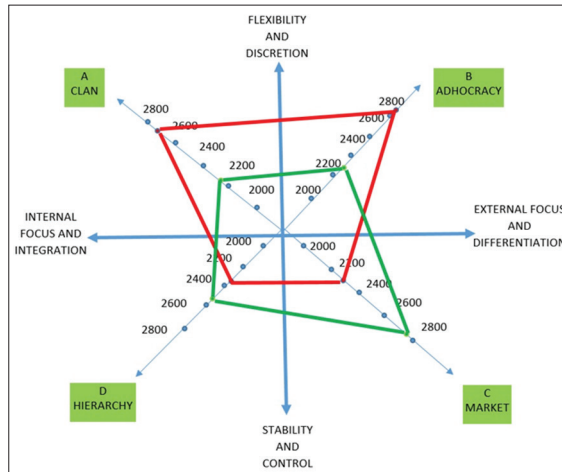 FLEXIBILITY
AND
DISCRETION
A
CLAN
B
ADHOCRACY
2800
2600
2400
2200
2000
2800
2600
2400
2200
2000
INTERNAL
FOCUS AND
INTEGRATION
EXTERNAL FOCUS
AND
DIFFERENTIATION
2000
2200
2400
2600
2800
2000
2200
2400
2600
2800
D
HIERARCHY
C
MARKET
STABILITY
AND
CONTROL